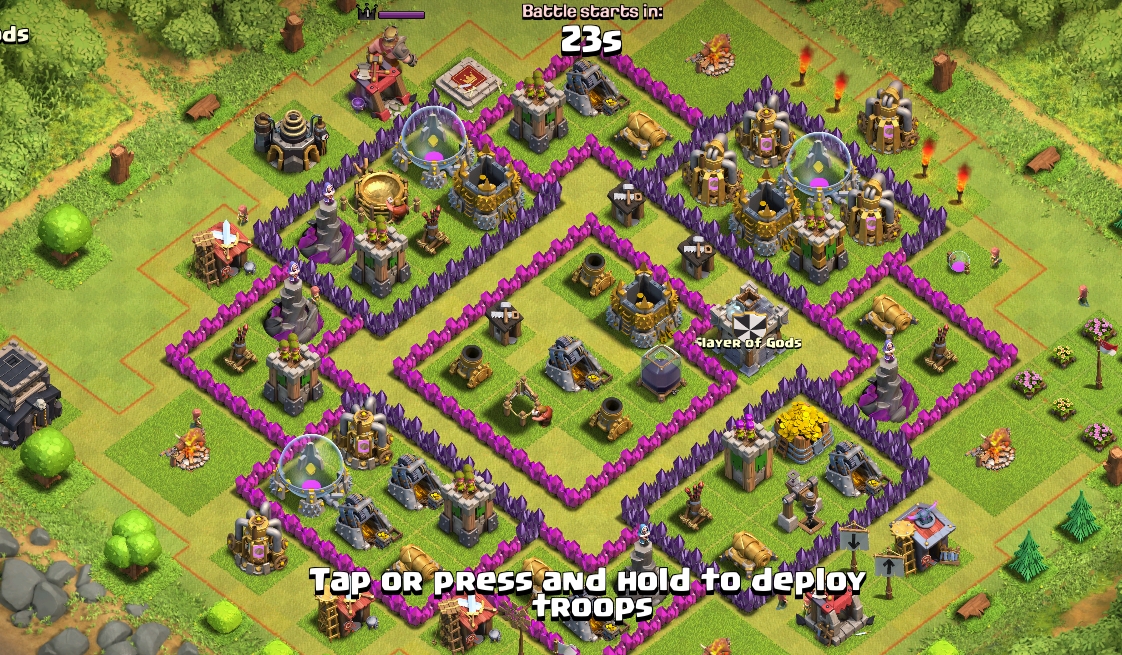 ods
Battle starts in:
23s
Slayer of Gods
Tap or press and hold to deploy
troops